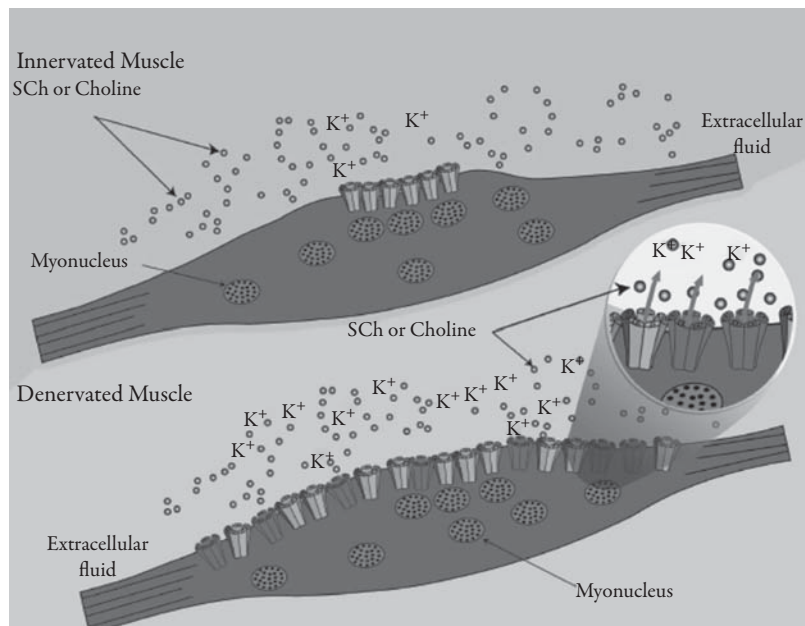 Innervated Muscle
SCh or Choline
K+
K+
K+
Extracellular
fluid
Myonucleus
K+
K+
K+
SCh or Choline
Denervated Muscle
K+
K+
K+
K+
K+
K+
K+
K+
K+
K+
K+
K+
Extracellular
fluid
Myonucleus